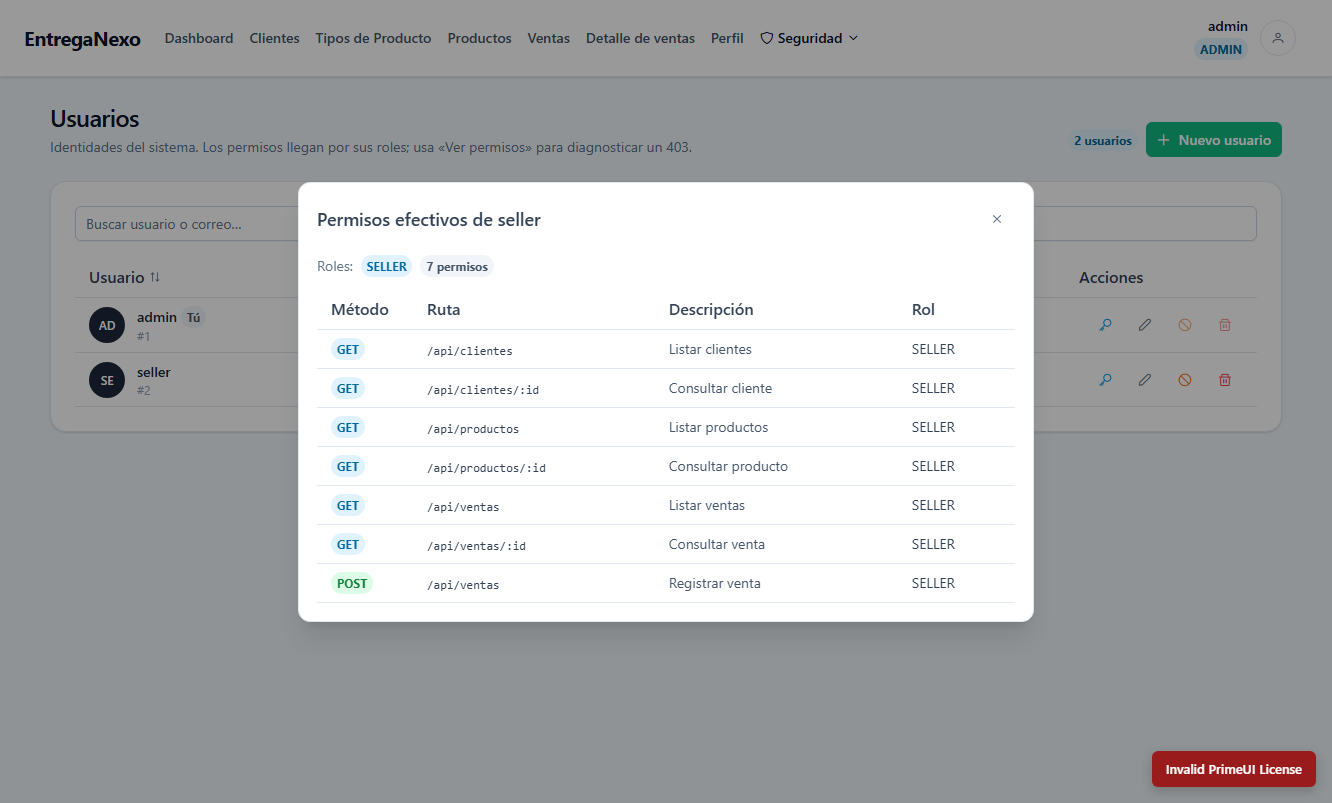 EntregaNexo Dashboard Clientes Tipos de Producto Productos Ventas Detalle de ventas Perfil Seguridad
admin
ADMIN
Usuarios
Identidades del sistema. Los permisos llegan por sus roles; usa «Ver permisos» para diagnosticar un 403.
2 usuarios
+ Nuevo usuario
Buscar usuario o correo...
Usuario
Acciones
AD
admin Tú
#1
SE
seller
#2
Permisos efectivos de seller
Roles: SELLER 7 permisos
Método Ruta Descripción Rol
GET /api/clientes Listar clientes SELLER
GET /api/clientes/:id Consultar cliente SELLER
GET /api/productos Listar productos SELLER
GET /api/productos/:id Consultar producto SELLER
GET /api/ventas Listar ventas SELLER
GET /api/ventas/:id Consultar venta SELLER
POST /api/ventas Registrar venta SELLER
Invalid PrimeUI License